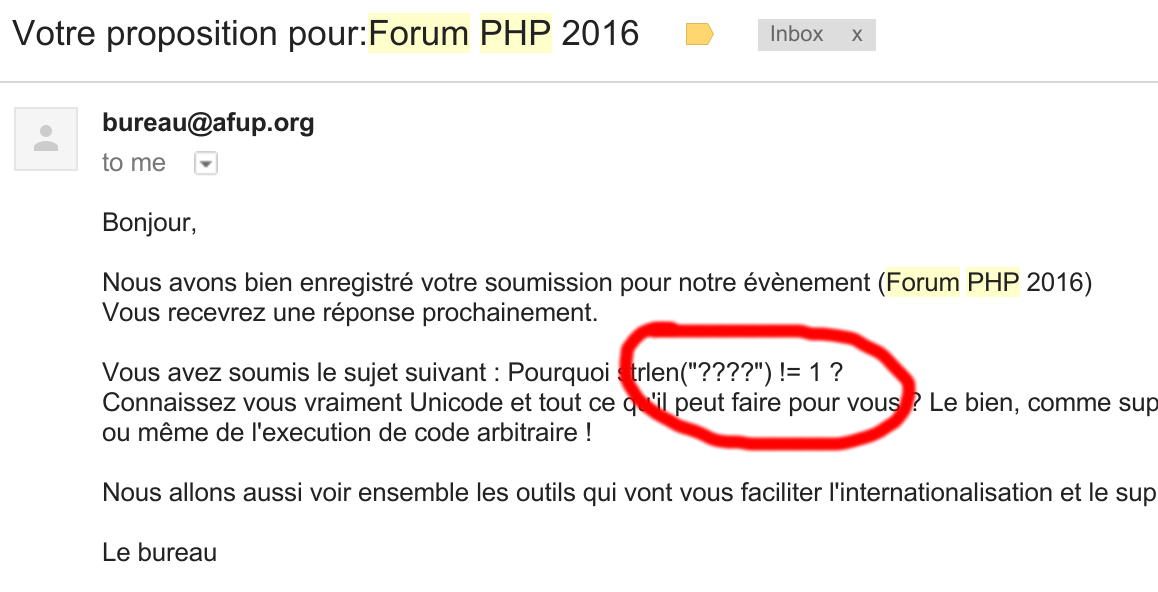 Votre proposition pour:Forum PHP 2016
Inbox x
bureau@afup.org
to me
Bonjour,
Nous avons bien enregistré votre soumission pour notre évènement (Forum PHP 2016)
Vous recevrez une réponse prochainement.
Vous avez soumis le sujet suivant : Pourquoi strlen("????") != 1 ?
Connaissez vous vraiment Unicode et tout ce qu'il peut faire pour vous ? Le bien, comme sup
ou même de l'execution de code arbitraire !
Nous allons aussi voir ensemble les outils qui vont vous faciliter l'internationalisation et le sup
Le bureau